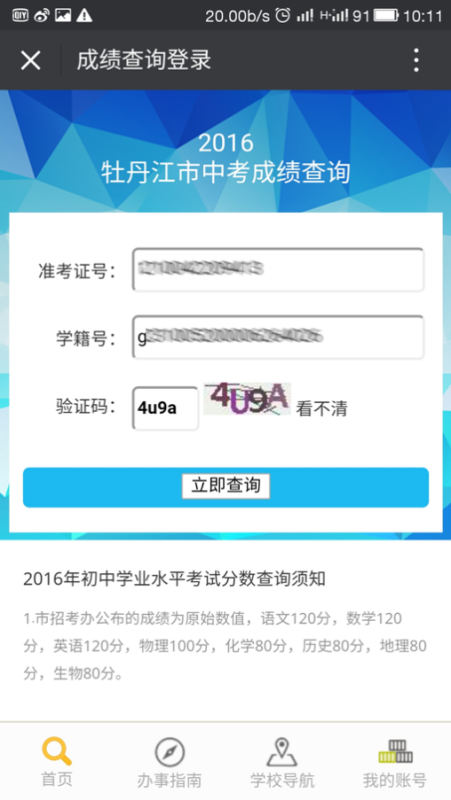 20.00b/s 91 10:11
成绩查询登录
2016
牡丹江市中考成绩查询
准考证号：
学籍号： g
验证码： 4u9a 4U9A 看不清
立即查询
2016年初中学业水平考试分数查询须知
1.市招考办公布的成绩为原始数值，语文120分，数学120
分，英语120分，物理100分，化学80分，历史80分，地理80
分，生物80分。
首页 办事指南 学校导航 我的账号